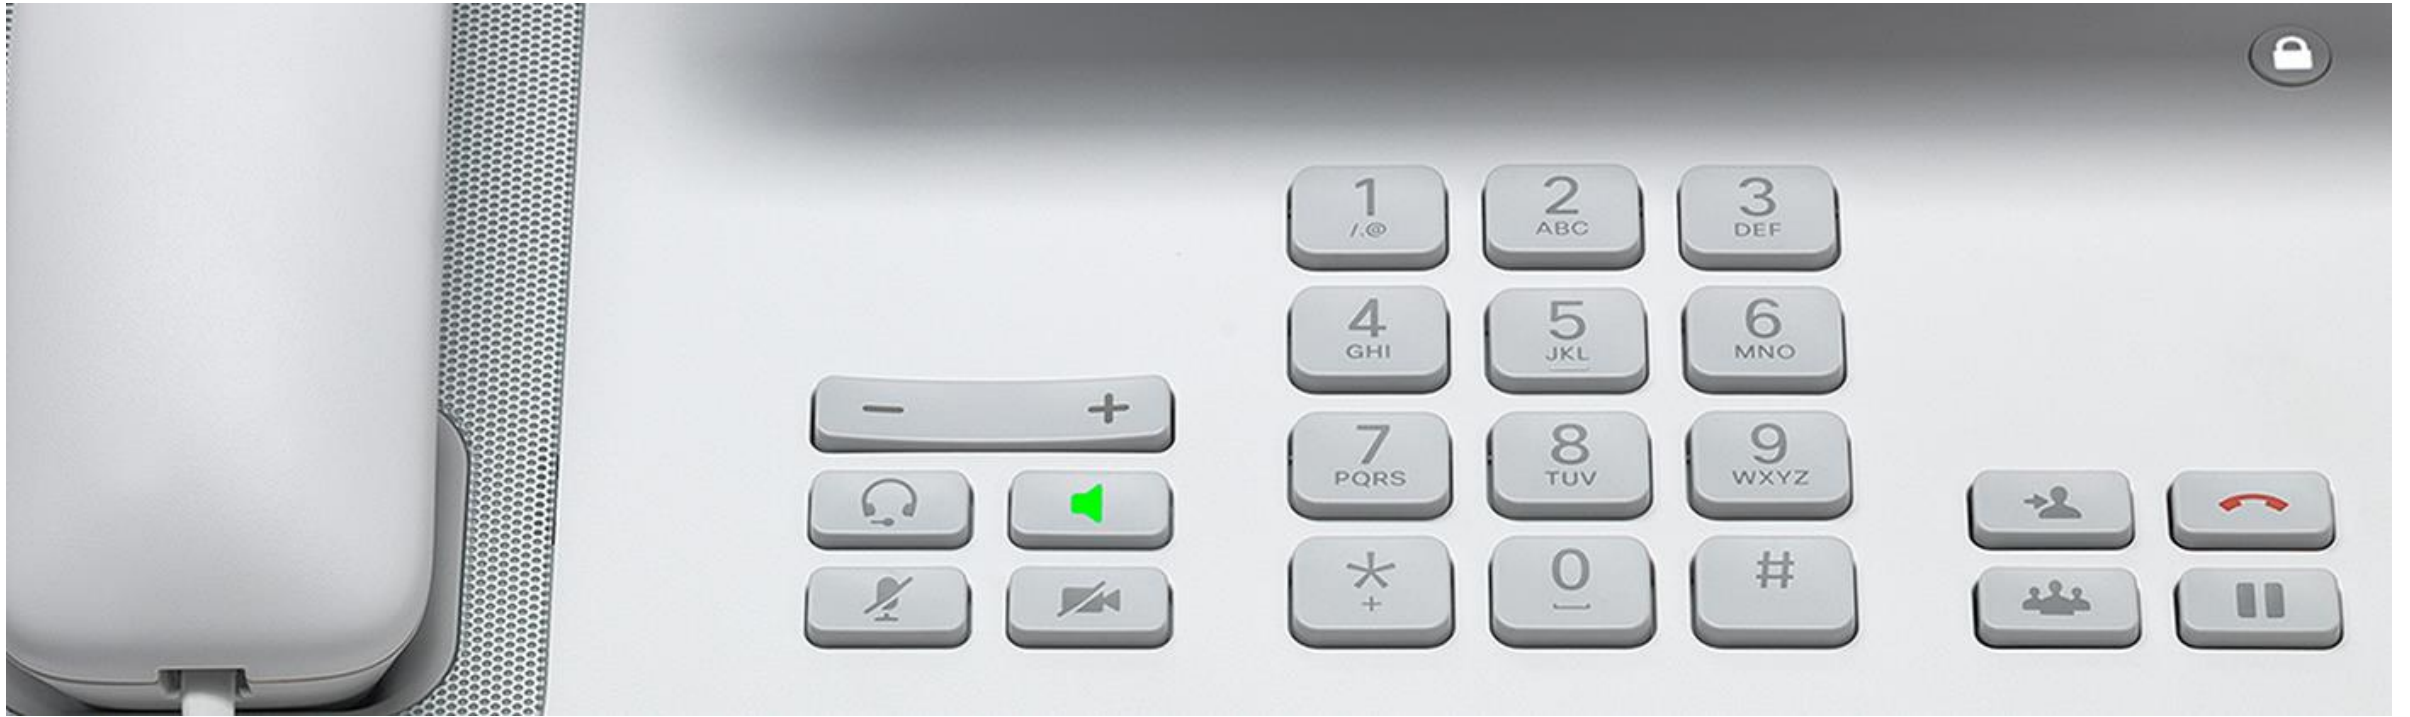 1 2 3
/.@ ABC DEF
4 5 6
GHI JKL MNO
− +
7 8 9
PQRS TUV WXYZ
* 0 #
+